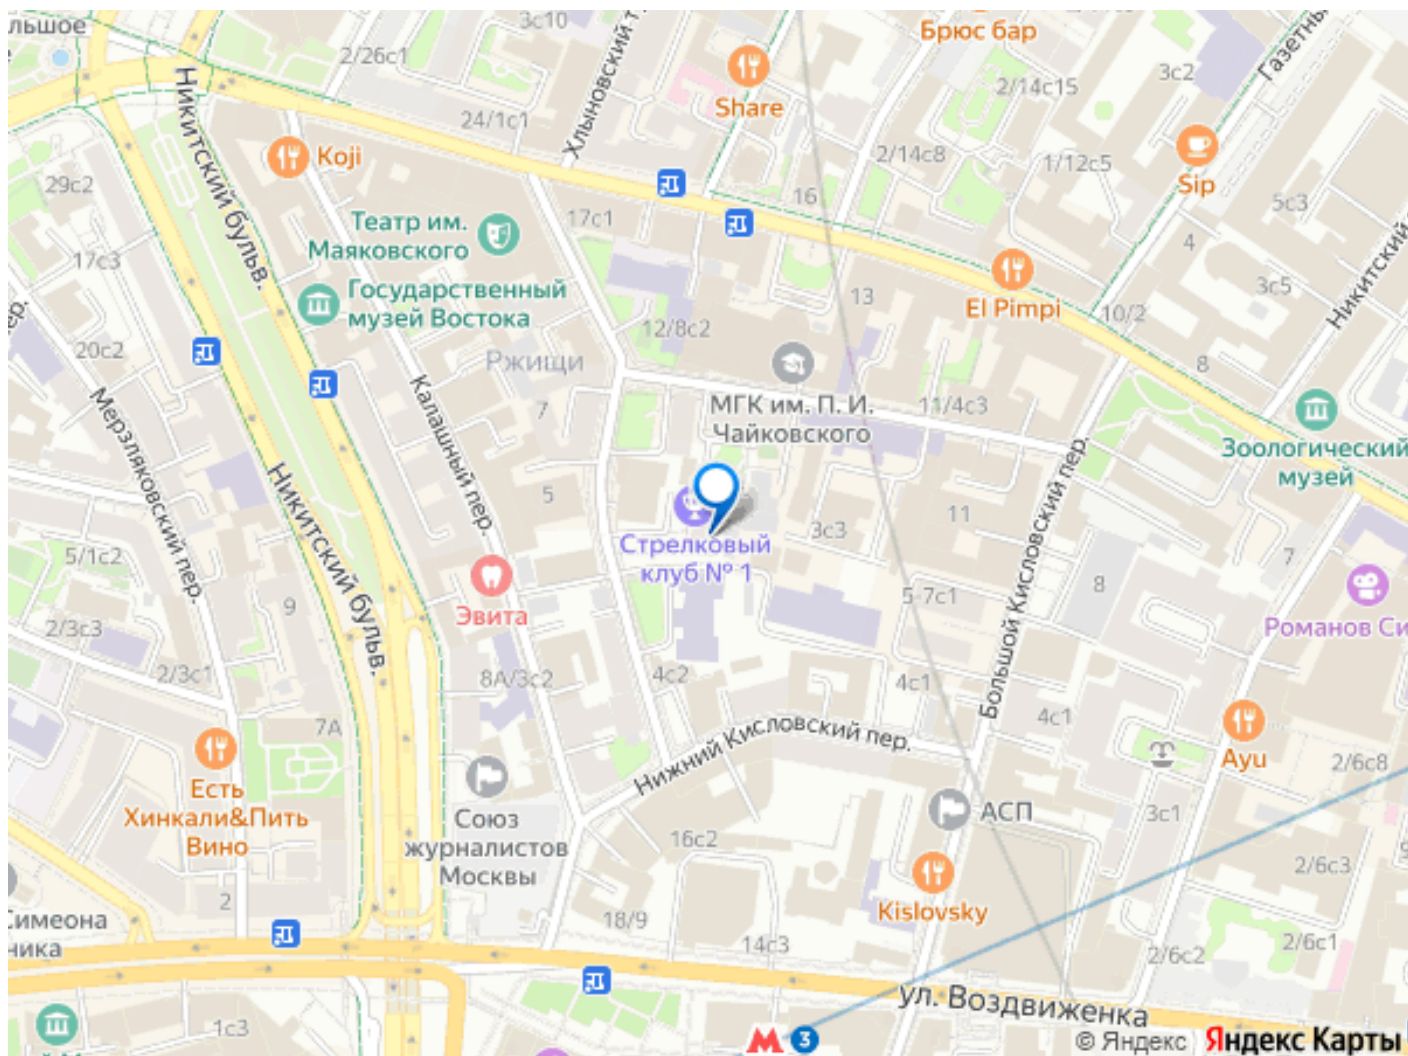 льшое
3с10
Брюс бар
2/26с1
Хлыновский т
Share
2/14с15
3с2
Газетны
24/1с1
Никитский бульв.
Koji
2/14с8
1/12с5
Sip
29с2
16
5с3
Театр им.
Маяковского
17с1
4
17с3
Государственный
музей Востока
El Pimpi
13
10/2
3с5
Никитский
ер.
20с2
12/8с2
8
Ржищи
МГК им. П. И.
Чайковского
11/4с3
7
Калашный пер.
Мерзляковский пер.
Зоологический
музей
5
3с3
11
Большой Кисловский пер.
Никитский бульв.
Стрелковый
клуб № 1
5/1с2
7
8
9
Эвита
5-7с1
2/3с3
Романов Си
2/3с1
8А/3с2
4с2
4с1
4с1
7А
Нижний Кисловский пер.
Ayu
2/6с8
Есть
Хинкали&Пить
Вино
Союз
журналистов
Москвы
АСП
3с1
16с2
2/6с3
9
2
Kislovsky
18/9
14с3
Симеона
ника
2/6с1
2/6с2
ул. Воздвиженка
1с3
М 3
© Яндекс Яндекс Карты